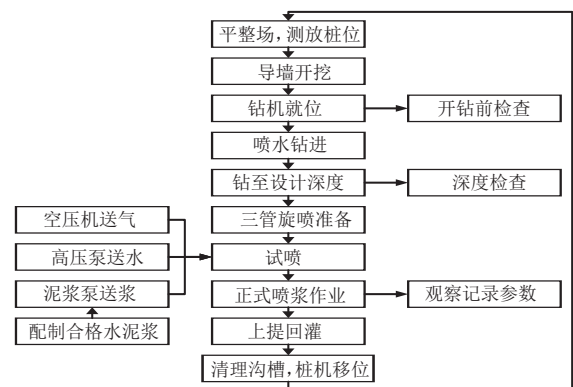 平整场,测放桩位
导墙开挖
钻机就位
开钻前检查
喷水钻进
钻至设计深度
深度检查
三管旋喷准备
空压机送气
高压泵送水
试喷
泥浆泵送浆
正式喷浆作业
观察记录参数
配制合格水泥浆
上提回灌
清理沟槽,桩机移位